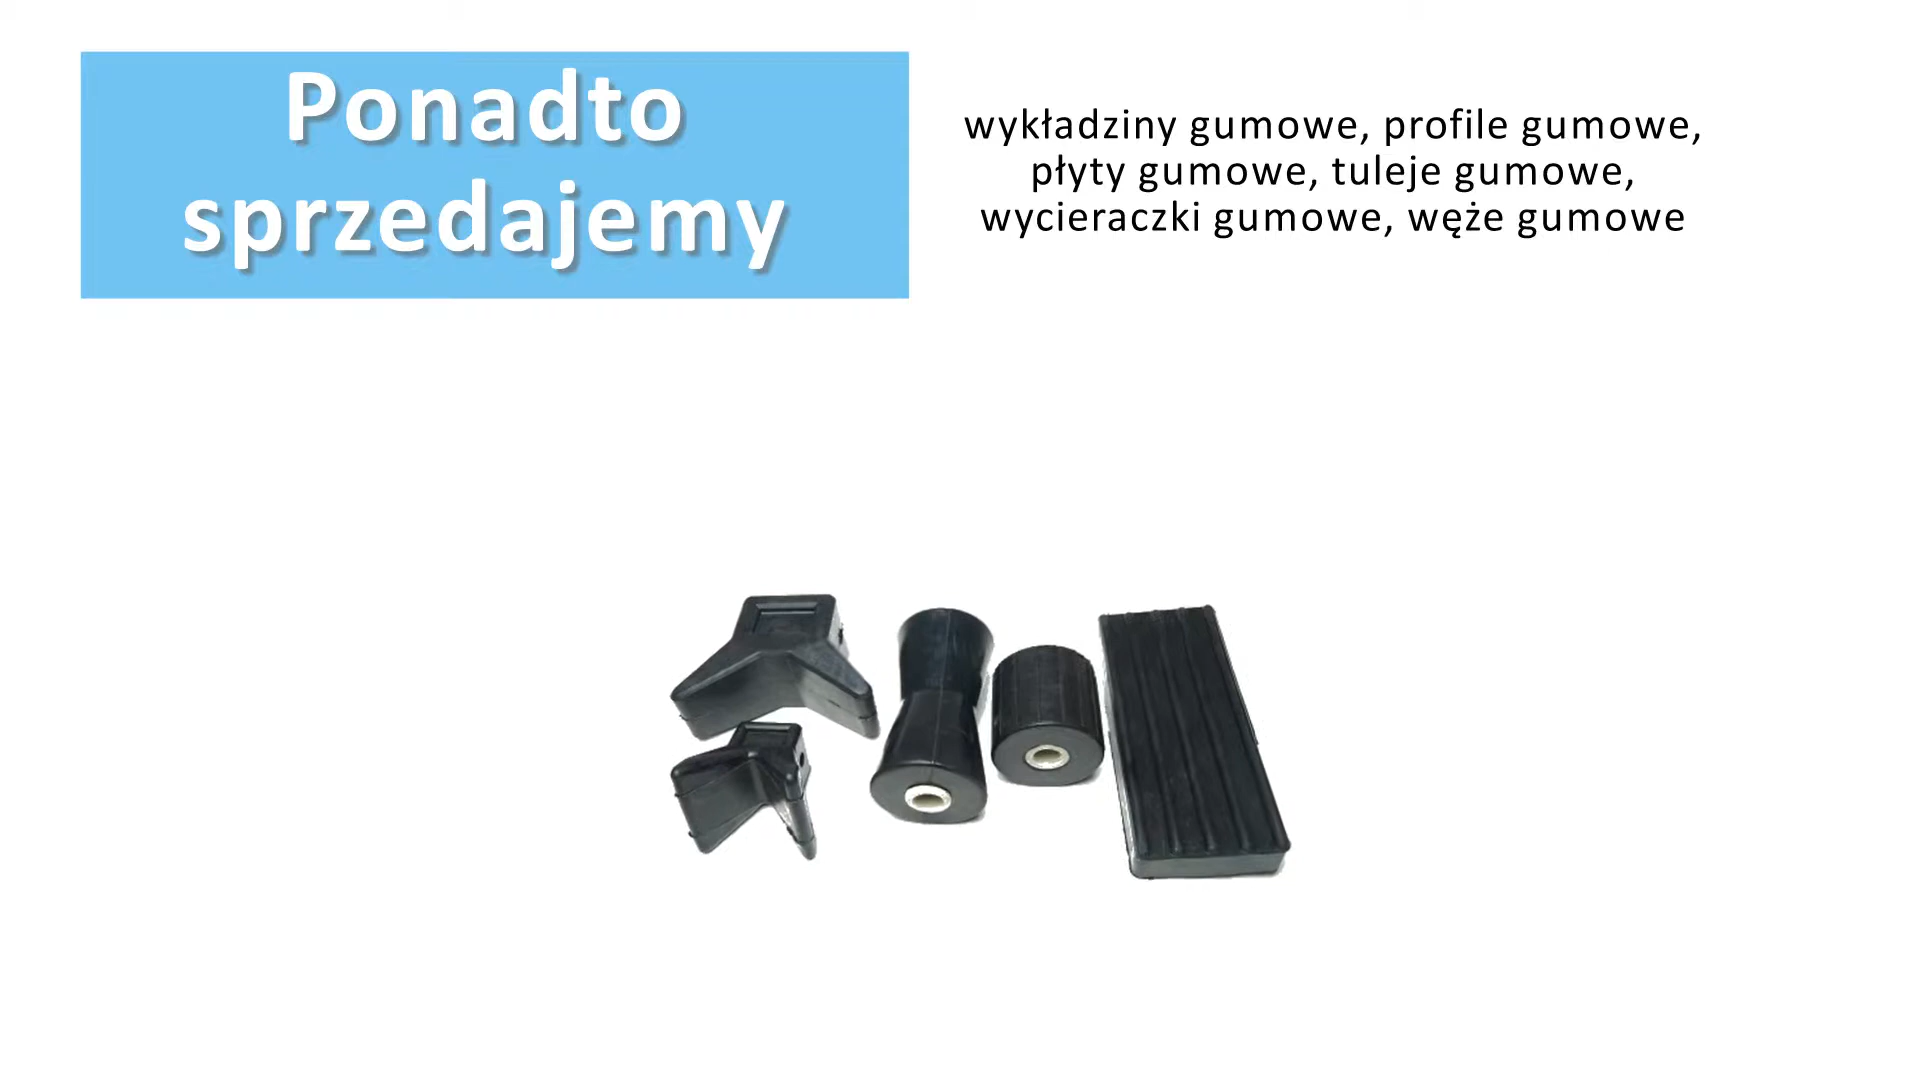 Ponadto
sprzedajemy
wykładziny gumowe, profile gumowe,
płyty gumowe, tuleje gumowe,
wycieraczki gumowe, węże gumowe